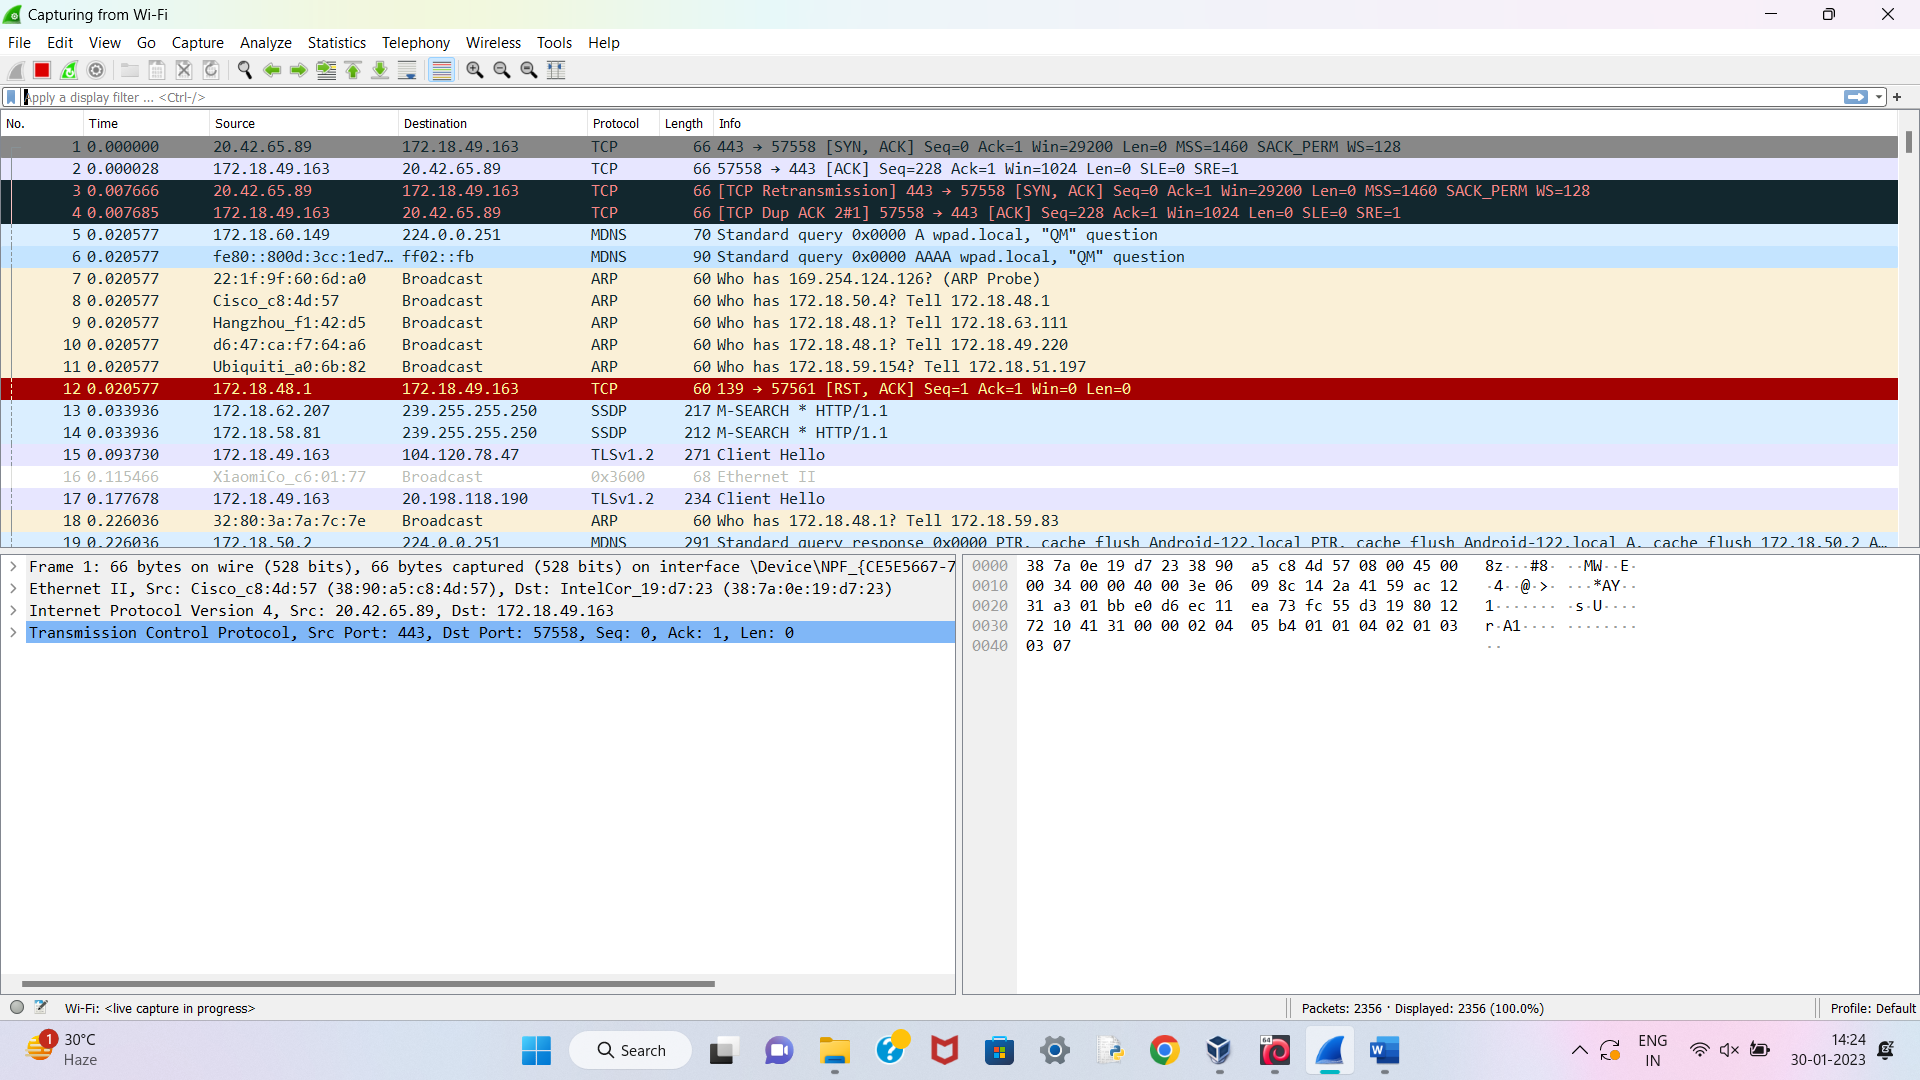 Capturing from Wi-Fi
File Edit View Go Capture Analyze Statistics Telephony Wireless Tools Help
Apply a display filter ... <Ctrl-/>
No. Time Source Destination Protocol Length Info
1 0.000000 20.42.65.89 172.18.49.163 TCP 66 443 → 57558 [SYN, ACK] Seq=0 Ack=1 Win=29200 Len=0 MSS=1460 SACK_PERM WS=128
2 0.000028 172.18.49.163 20.42.65.89 TCP 66 57558 → 443 [ACK] Seq=228 Ack=1 Win=1024 Len=0 SLE=0 SRE=1
3 0.007666 20.42.65.89 172.18.49.163 TCP 66 [TCP Retransmission] 443 → 57558 [SYN, ACK] Seq=0 Ack=1 Win=29200 Len=0 MSS=1460 SACK_PERM WS=128
4 0.007685 172.18.49.163 20.42.65.89 TCP 66 [TCP Dup ACK 2#1] 57558 → 443 [ACK] Seq=228 Ack=1 Win=1024 Len=0 SLE=0 SRE=1
5 0.020577 172.18.60.149 224.0.0.251 MDNS 70 Standard query 0x0000 A wpad.local, "QM" question
6 0.020577 fe80::800d:3cc:1ed7… ff02::fb MDNS 90 Standard query 0x0000 AAAA wpad.local, "QM" question
7 0.020577 22:1f:9f:60:6d:a0 Broadcast ARP 60 Who has 169.254.124.126? (ARP Probe)
8 0.020577 Cisco_c8:4d:57 Broadcast ARP 60 Who has 172.18.50.4? Tell 172.18.48.1
9 0.020577 Hangzhou_f1:42:d5 Broadcast ARP 60 Who has 172.18.48.1? Tell 172.18.63.111
10 0.020577 d6:47:ca:f7:64:a6 Broadcast ARP 60 Who has 172.18.48.1? Tell 172.18.49.220
11 0.020577 Ubiquiti_a0:6b:82 Broadcast ARP 60 Who has 172.18.59.154? Tell 172.18.51.197
12 0.020577 172.18.48.1 172.18.49.163 TCP 60 139 → 57561 [RST, ACK] Seq=1 Ack=1 Win=0 Len=0
13 0.033936 172.18.62.207 239.255.255.250 SSDP 217 M-SEARCH * HTTP/1.1
14 0.033936 172.18.58.81 239.255.255.250 SSDP 212 M-SEARCH * HTTP/1.1
15 0.093730 172.18.49.163 104.120.78.47 TLSv1.2 271 Client Hello
16 0.115466 XiaomiCo_c6:01:77 Broadcast 0x3600 68 Ethernet II
17 0.177678 172.18.49.163 20.198.118.190 TLSv1.2 234 Client Hello
18 0.226036 32:80:3a:7a:7c:7e Broadcast ARP 60 Who has 172.18.48.1? Tell 172.18.59.83
19 0.226036 172.18.50.2 224.0.0.251 MDNS 291 Standard query response 0x0000 PTR, cache flush Android-122.local PTR, cache flush Android-122.local A, cache flush 172.18.50.2 A…
Frame 1: 66 bytes on wire (528 bits), 66 bytes captured (528 bits) on interface \Device\NPF_{CE5E5667-7
Ethernet II, Src: Cisco_c8:4d:57 (38:90:a5:c8:4d:57), Dst: IntelCor_19:d7:23 (38:7a:0e:19:d7:23)
Internet Protocol Version 4, Src: 20.42.65.89, Dst: 172.18.49.163
Transmission Control Protocol, Src Port: 443, Dst Port: 57558, Seq: 0, Ack: 1, Len: 0
0000 38 7a 0e 19 d7 23 38 90 a5 c8 4d 57 08 00 45 00 8z···#8· ··MW··E·
0010 00 34 00 00 40 00 3e 06 09 8c 14 2a 41 59 ac 12 ·4··@·>· ···*AY··
0020 31 a3 01 bb e0 d6 ec 11 ea 73 fc 55 d3 19 80 12 1······· ·s·U····
0030 72 10 41 31 00 00 02 04 05 b4 01 01 04 02 01 03 r·A1···· ········
0040 03 07 ··
Wi-Fi: <live capture in progress>
Packets: 2356 · Displayed: 2356 (100.0%)
Profile: Default
1
30°C
Haze
Search
64
W
ENG
IN
14:24
30-01-2023